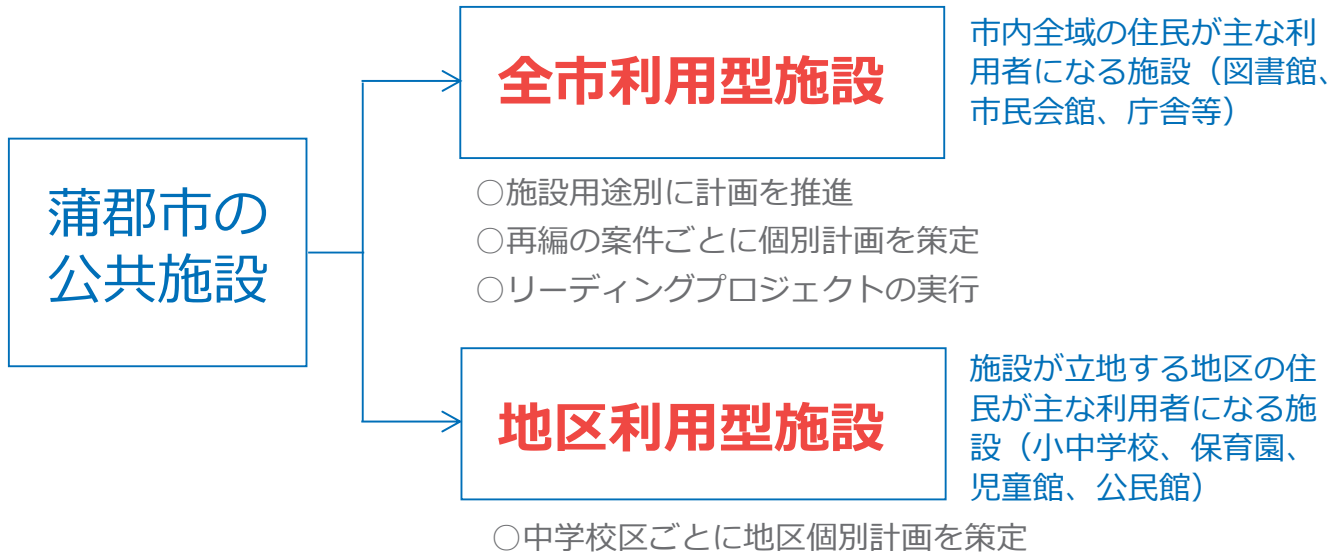 蒲郡市の
公共施設
全市利用型施設
市内全域の住民が主な利
用者になる施設（図書館、
市民会館、庁舎等）
○施設用途別に計画を推進
○再編の案件ごとに個別計画を策定
○リーディングプロジェクトの実行
地区利用型施設
施設が立地する地区の住
民が主な利用者になる施
設（小中学校、保育園、
児童館、公民館）
○中学校区ごとに地区個別計画を策定